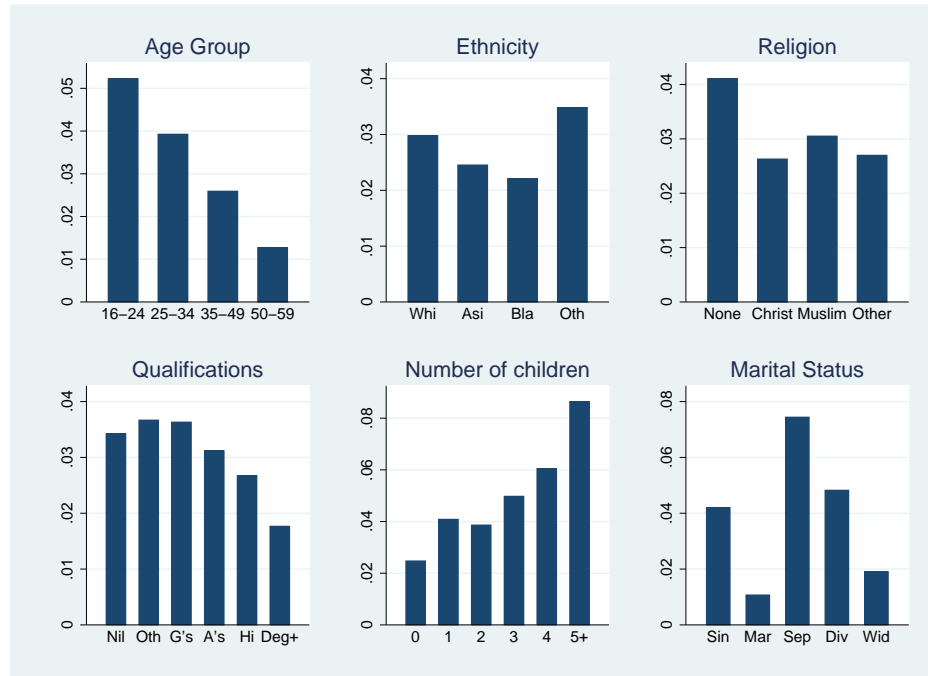 Age Group
.05
.04
.03
.02
.01
0
16–24 25–34 35–49 50–59
Ethnicity
.04
.03
.02
.01
0
Whi Asi Bla Oth
Religion
.04
.03
.02
.01
0
None Christ Muslim Other
Qualifications
.04
.03
.02
.01
0
Nil Oth G's A's Hi Deg+
Number of children
.08
.06
.04
.02
0
0 1 2 3 4 5+
Marital Status
.08
.06
.04
.02
0
Sin Mar Sep Div Wid